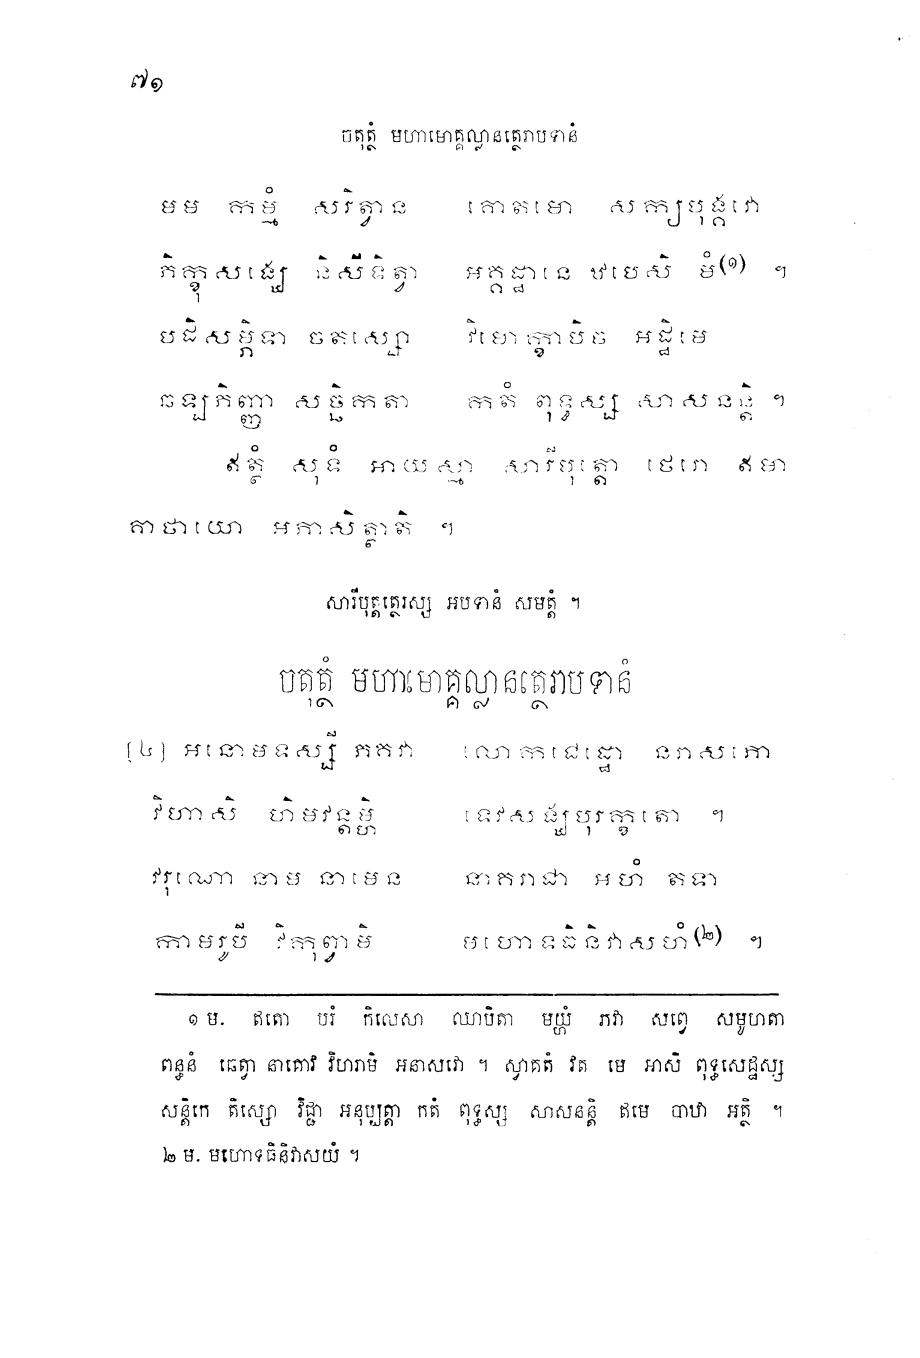 ៧១
ចតុត្ថំ មហាមោគ្គល្លានត្ថេរាបទានំ
មម កម្មំ សរិត្វាន គោតមោ សក្យបុង្គវោ
ភិក្ខុសង្ឃេ និសីទិត្វា អគ្គដ្ឋានេ ឋបេសិ មំ(១) ។
បដិសម្ភិទា ចតស្សោ វិមោក្ខាបិច អដ្ឋិមេ
ឆឡភិញ្ញា សច្ឆិកតា កតំ ពុទ្ធស្ស សាសនន្តិ ។
ឥត្ថំ សុទំ អាយស្មា សារីបុត្តោ ថេរោ ឥមា
គាថាយោ អភាសិត្ថាតិ ។
សារីបុត្តត្ថេរស្ស អបទានំ សមត្តំ ។
ចតុត្ថំ មហាមោគ្គល្លានត្ថេរាបទានំ
[៤] អនោមទស្សី ភគវា លោកជេដ្ឋោ នរាសភោ
វិហាសិ ហិមវន្តម្ហិ ទេវសង្ឃបុរក្ខតោ ។
វរុណោ នាម នាមេន នាគរាជា អហំ តទា
កាមរូបី វិកុព្វាមិ មហោទធិនិវាសហំ(២) ។
១ ម. ឥតោ បរំ កិលេសា ឈាបិតា មយ្ហំ ភវា សព្វេ សមូហតា
ពន្ធនំ ឆេត្វា នាគោវ វិហរាមិ អនាសវោ ។ ស្វាគតំ វត មេ អាសិ ពុទ្ធសេដ្ឋស្ស
សន្តិកេ តិស្សោ វិជ្ជា អនុប្បត្តា កតំ ពុទ្ធស្ស សាសនន្តិ ឥមេ បាឋា អត្ថិ ។
២ ម. មហោទធិនិវាសយំ ។